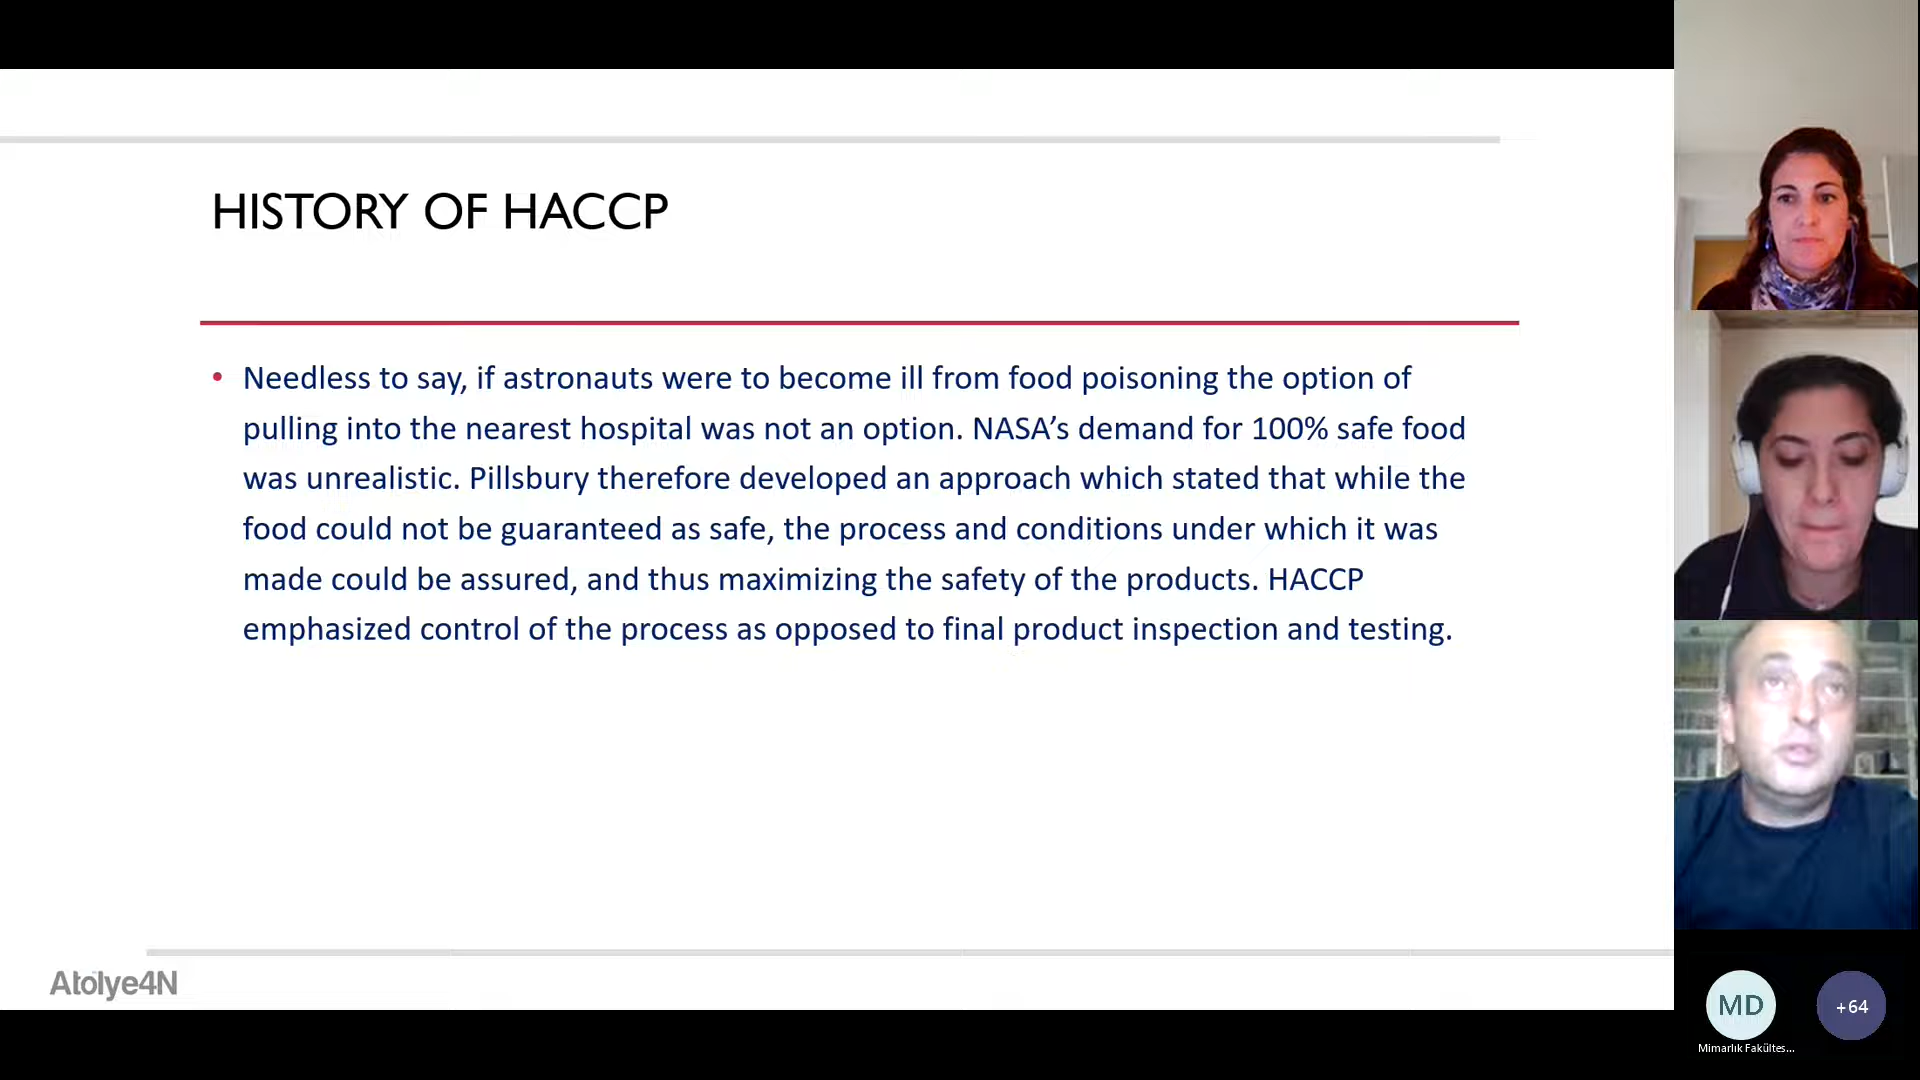 HISTORY OF HACCP
• Needless to say, if astronauts were to become ill from food poisoning the option of
pulling into the nearest hospital was not an option. NASA’s demand for 100% safe food
was unrealistic. Pillsbury therefore developed an approach which stated that while the
food could not be guaranteed as safe, the process and conditions under which it was
made could be assured, and thus maximizing the safety of the products. HACCP
emphasized control of the process as opposed to final product inspection and testing.
Atölye4N
MD
+64
Mimarlık Fakültes...